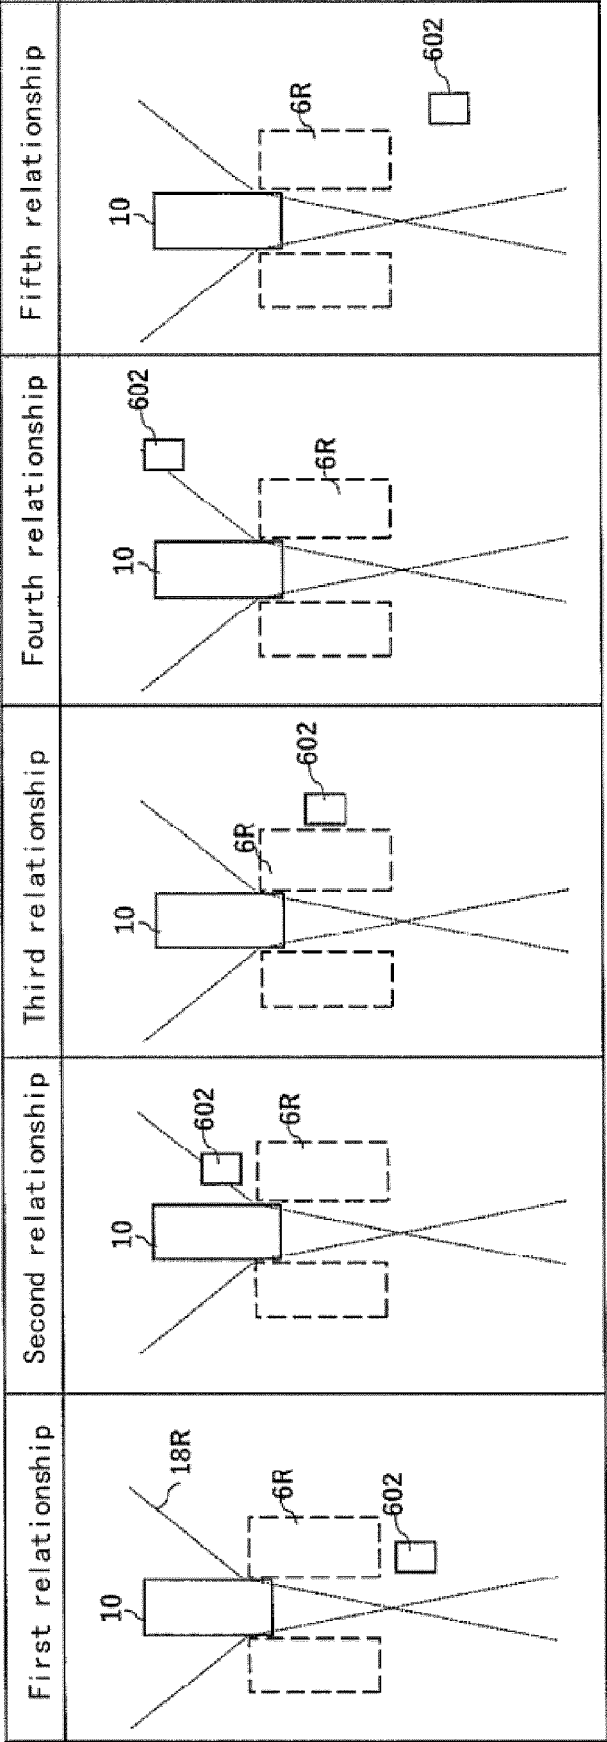 First relationship
10
18R
6R
602
Second relationship
10
602
6R
Third relationship
10
6R
602
Fourth relationship
10
602
6R
Fifth relationship
10
6R
602